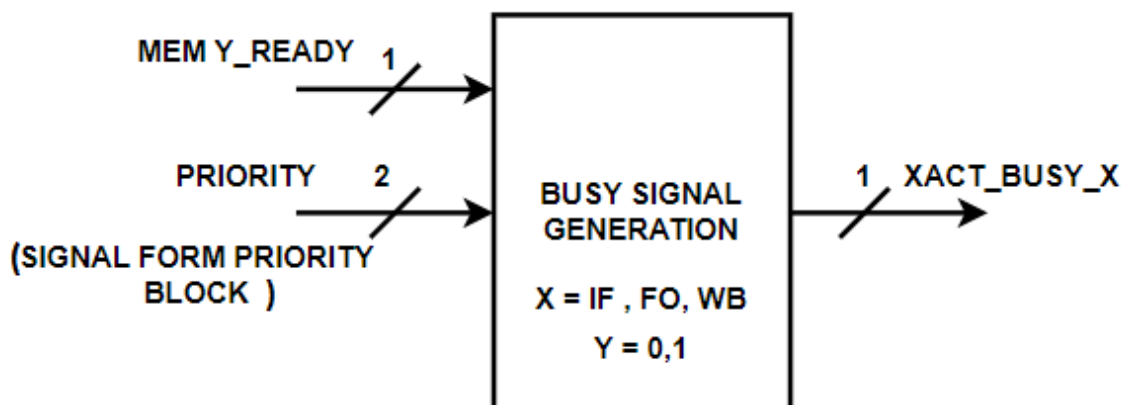 MEM Y_READY
1
PRIORITY
2
(SIGNAL FORM PRIORITY
BLOCK )
BUSY SIGNAL
GENERATION
X = IF , FO, WB
Y = 0,1
1
XACT_BUSY_X